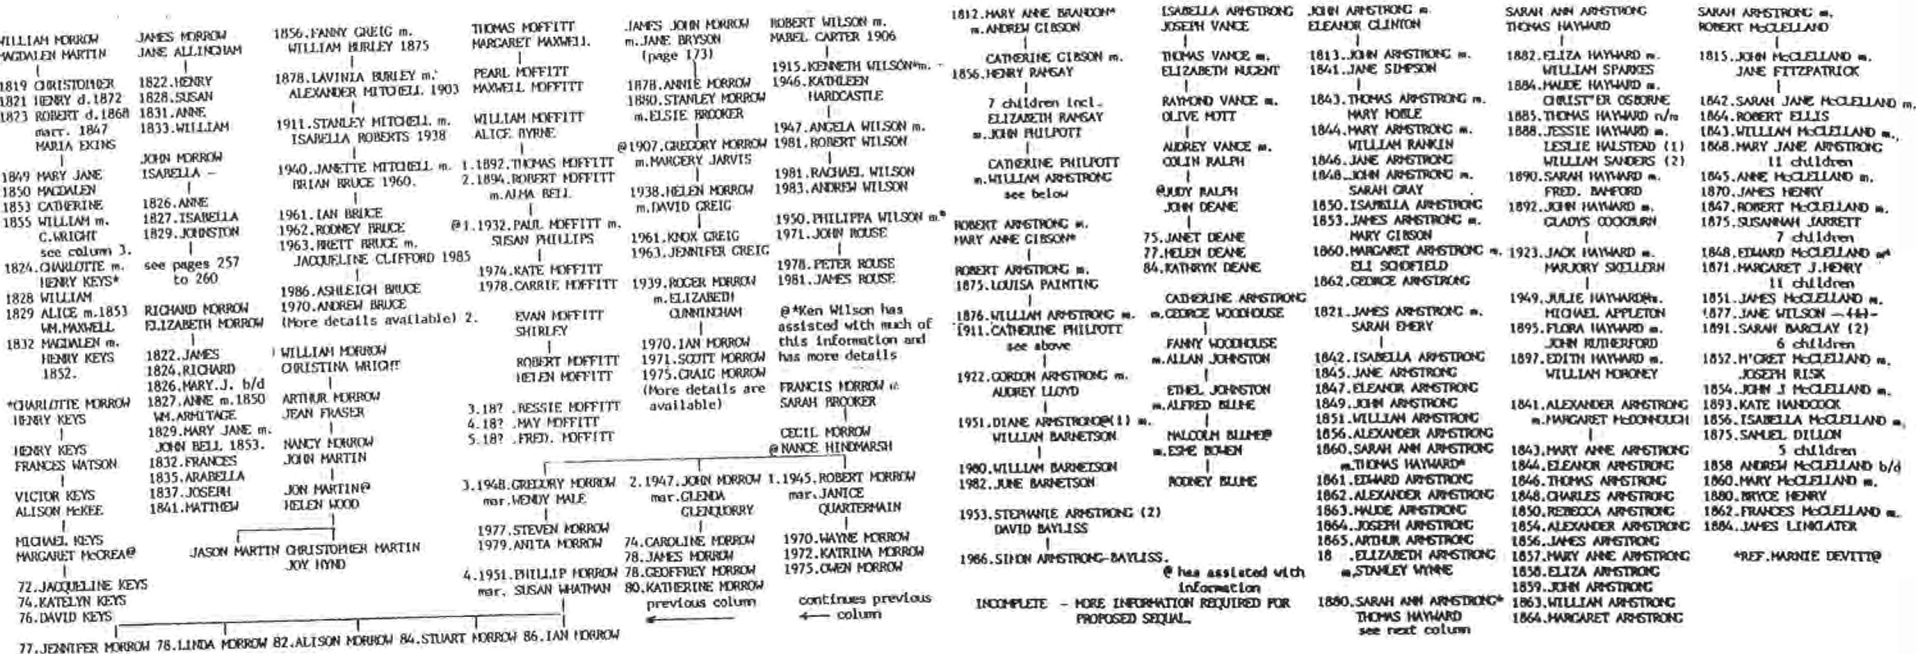 WILLIAM MORROW
MAGDALEN MARTIN
1819 CHRISTOPHER
1821 HENRY d.1872
1823 ROBERT d.1868
marr. 1847
MARIA EKINS
1849 MARY JANE
1850 MAGDALEN
1853 CATHERINE
1855 WILLIAM m.
C.WRIGHT
see column 3.
1824.CHARLOTTE m.
HENRY KEYS*
1828 WILLIAM
1829 ALICE m.1853
WM.MAXWELL
1832 MAGDALEN m.
HENRY KEYS
1852.
*CHARLOTTE MORROW
HENRY KEYS
HENRY KEYS
FRANCES WATSON
VICTOR KEYS
ALISON McKEE
MICHAEL KEYS
MARGARET McCREA@
72.JACQUELINE KEYS
74.KATELYN KEYS
76.DAVID KEYS
JAMES MORROW
JANE ALLINGHAM
1822.HENRY
1828.SUSAN
1831.ANNE
1833.WILLIAM
JOHN MORROW
ISABELLA –
1826.ANNE
1827.ISABELLA
1829.JOHNSTON
see pages 257
to 260
RICHARD MORROW
ELIZABETH MORROW
1822.JAMES
1824.RICHARD
1826.MARY.J. b/d
1827.ANNE m.1850
WM.ARMITAGE
1829.MARY JANE m.
JOHN BELL 1853.
1832.FRANCES
1835.ARABELLA
1837.JOSEPH
1841.MATTHEW
1856.FANNY GREIG m.
WILLIAM BURLEY 1875
1878.LAVINIA BURLEY m.
ALEXANDER MITCHELL 1903
1911.STANLEY MITCHELL m.
ISABELLA ROBERTS 1938
1940.JANETTE MITCHELL m.
BRIAN BRUCE 1960.
1961.IAN BRUCE
1962.RODNEY BRUCE
1963.BRETT BRUCE m.
JACQUELINE CLIFFORD 1985
1986.ASHLEIGH BRUCE
1970.ANDREW BRUCE
(More details available)
WILLIAM MORROW
CHRISTINA WRIGHT
ARTHUR MORROW
JEAN FRASER
NANCY MORROW
JOHN MARTIN
JON MARTIN@
HELEN WOOD
JASON MARTIN CHRISTOPHER MARTIN
JOY HYND
THOMAS MOFFITT
MARGARET MAXWELL
PEARL MOFFITT
MAXWELL MOFFITT
WILLIAM MOFFITT
ALICE BYRNE
1.1892.THOMAS MOFFITT
2.1894.ROBERT MOFFITT
m.ALMA BELL
@1.1932.PAUL MOFFITT m.
SUSAN PHILLIPS
1974.KATE MOFFITT
1978.CARRIE MOFFITT
2. EVAN MOFFITT
SHIRLEY
ROBERT MOFFITT
HELEN MOFFITT
3.18? .BESSIE MOFFITT
4.18? .MAY MOFFITT
5.18? .FRED. MOFFITT
JAMES JOHN MORROW
m.JANE BRYSON
(page 173)
1878.ANNIE MORROW
1880.STANLEY MORROW
m.ELSIE BROOKER
@1907.GREGORY MORROW
m.MARGERY JARVIS
1938.HELEN MORROW
m.DAVID GREIG
1961.KNOX GREIG
1963.JENNIFER GREIG
1939.ROGER MORROW
m.ELIZABETH
CUNNINGHAM
1970.IAN MORROW
1971.SCOTT MORROW
1975.CRAIG MORROW
(More details are
available)
ROBERT WILSON m.
MABEL CARTER 1906
1915.KENNETH WILSON*m.
1946.KATHLEEN
HARDCASTLE
1947.ANGELA WILSON m.
1981.ROBERT WILSON
1981.RACHAEL WILSON
1983.ANDREW WILSON
1950.PHILIPPA WILSON m.*
1971.JOHN ROUSE
1978.PETER ROUSE
1981.JAMES ROUSE
@*Ken Wilson has
assisted with much of
this information and
has more details
FRANCIS MORROW m.
SARAH BROOKER
CECIL MORROW
@NANCE HINDMARSH
3.1948.GREGORY MORROW 2.1947.JOHN MORROW 1.1945.ROBERT MORROW
mar.WENDY MALE mar.GLENDA mar.JANICE
GLENQUORRY QUARTERMAIN
1977.STEVEN MORROW
1979.ANITA MORROW
74.CAROLINE MORROW 1970.WAYNE MORROW
78.JAMES MORROW 1972.KATRINA MORROW
78.GEOFFREY MORROW 1975.OWEN MORROW
80.KATHERINE MORROW
4.1951.PHILLIP MORROW
mar. SUSAN WHATMAN
previous column continues previous
column
77.JENNIFER MORROW 78.LINDA MORROW 82.ALISON MORROW 84.STUART MORROW 86.IAN MORROW
1812.MARY ANNE BRANDON*
m.ANDREW GIBSON
CATHERINE GIBSON m.
1856.HENRY RAMSAY
7 children incl.
ELIZABETH RAMSAY
m.JOHN PHILPOTT
CATHERINE PHILPOTT
m.WILLIAM ARMSTRONG
see below
ROBERT ARMSTRONG m.
MARY ANNE GIBSON*
ROBERT ARMSTRONG m.
1875.LOUISA PAINTING
1876.WILLIAM ARMSTRONG m.
1911.CATHERINE PHILPOTT
see above
1922.GORDON ARMSTRONG m.
AUDREY LLOYD
1951.DIANE ARMSTRONG@(1) m.
WILLIAM BARNETSON
1980.WILLIAM BARNETSON
1982.JUNE BARNETSON
1953.STEPHANIE ARMSTRONG (2)
DAVID BAYLISS
1986.SIMON ARMSTRONG-BAYLISS.
ISABELLA ARMSTRONG
JOSEPH VANCE
THOMAS VANCE m.
ELIZABETH NUGENT
RAYMOND VANCE m.
OLIVE MOTT
AUDREY VANCE m.
COLIN RALPH
@JUDY RALPH
JOHN DEANE
75.JANET DEANE
77.HELEN DEANE
84.KATHRYN DEANE
CATHERINE ARMSTRONG
m.GEORGE WOODHOUSE
FANNY WOODHOUSE
m.ALLAN JOHNSTON
ETHEL JOHNSTON
m.ALFRED BLUME
MALCOLM BLUME@
m.ESME BOWEN
RODNEY BLUME
@ has assisted with
information
INCOMPLETE – MORE INFORMATION REQUIRED FOR
PROPOSED SEQUAL.
JOHN ARMSTRONG m.
ELEANOR CLINTON
1813.JOHN ARMSTRONG m.
1841.JANE SIMPSON
1843.THOMAS ARMSTRONG m.
MARY NOBLE
1844.MARY ARMSTRONG m.
WILLIAM RANKIN
1846.JANE ARMSTRONG
1848.JOHN ARMSTRONG m.
SARAH GRAY
1850.ISABELLA ARMSTRONG
1853.JAMES ARMSTRONG m.
MARY GIBSON
1860.MARGARET ARMSTRONG m.
ELI SCHOFIELD
1862.GEORGE ARMSTRONG
1821.JAMES ARMSTRONG m.
SARAH EMERY
1842.ISABELLA ARMSTRONG
1845.JANE ARMSTRONG
1847.ELEANOR ARMSTRONG
1849.JOHN ARMSTRONG
1851.WILLIAM ARMSTRONG
1856.ALEXANDER ARMSTRONG
1860.SARAH ANN ARMSTRONG
m.THOMAS HAYWARD*
1861.EDWARD ARMSTRONG
1862.ALEXANDER ARMSTRONG
1863.MAUDE ARMSTRONG
1864.JOSEPH ARMSTRONG
1865.ARTHUR ARMSTRONG
18 .ELIZABETH ARMSTRONG
m.STANLEY WYNNE
1880.SARAH ANN ARMSTRONG*
THOMAS HAYWARD
see next column
SARAH ANN ARMSTRONG
THOMAS HAYWARD
1882.ELIZA HAYWARD m.
WILLIAM SPARKES
1884.MAUDE HAYWARD m.
CHRIST'ER OSBORNE
1885.THOMAS HAYWARD n/m
1888.JESSIE HAYWARD m.
LESLIE HALSTEAD (1)
WILLIAM SANDERS (2)
1890.SARAH HAYWARD m.
FRED. BAMFORD
1892.JOHN HAYWARD m.
GLADYS COCKBURN
1923.JACK HAYWARD m.
MARJORY SKELLERN
1949.JULIE HAYWARD@m.
MICHAEL APPLETON
1895.FLORA HAYWARD m.
JOHN RUTHERFORD
1897.EDITH HAYWARD m.
WILLIAM MORONEY
1841.ALEXANDER ARMSTRONG
m.MARGARET McDONNOUGH
1843.MARY ANNE ARMSTRONG
1844.ELEANOR ARMSTRONG
1846.THOMAS ARMSTRONG
1848.CHARLES ARMSTRONG
1850.REBECCA ARMSTRONG
1854.ALEXANDER ARMSTRONG
1856.JAMES ARMSTRONG
1857.MARY ANNE ARMSTRONG
1858.ELIZA ARMSTRONG
1859.JOHN ARMSTRONG
1863.WILLIAM ARMSTRONG
1864.MARGARET ARMSTRONG
SARAH ARMSTRONG m.
ROBERT McCLELLAND
1815.JOHN McCLELLAND m.
JANE FITZPATRICK
1842.SARAH JANE McCLELLAND m.
1864.ROBERT ELLIS
1843.WILLIAM McCLELLAND m.
1868.MARY JANE ARMSTRONG
11 children
1845.ANNE McCLELLAND m.
1870.JAMES HENRY
1847.ROBERT McCLELLAND m.
1875.SUSANNAH JARRETT
7 children
1848.EDWARD McCLELLAND m*
1871.MARGARET J.HENRY
11 children
1851.JAMES McCLELLAND m.
1877.JANE WILSON
1891.SARAH BARCLAY (2)
6 children
1852.M'GRET McCLELLAND m.
JOSEPH RISK
1854.JOHN J McCLELLAND m.
1893.KATE HANDCOCK
1856.ISABELLA McCLELLAND m.
1875.SAMUEL DILLON
5 children
1858 ANDREW McCLELLAND b/d
1860.MARY McCLELLAND m.
1880.BRYCE HENRY
1862.FRANCES McCLELLAND m.
1884.JAMES LINKLATER
*REF.MARNIE DEVITT@